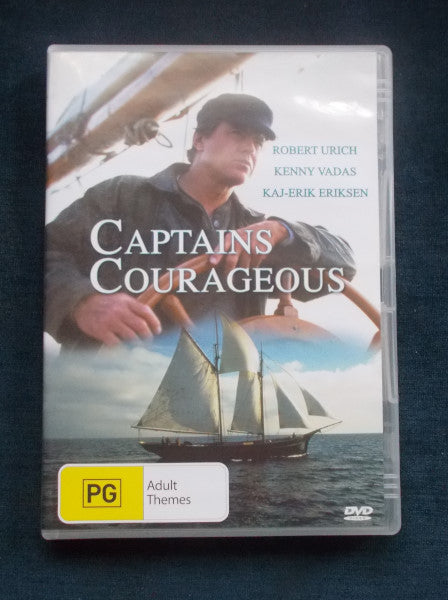 ROBERT URICH
KENNY VADAS
KAJ-ERIK ERIKSEN
CAPTAINS
COURAGEOUS
PG
Adult
Themes
DVD